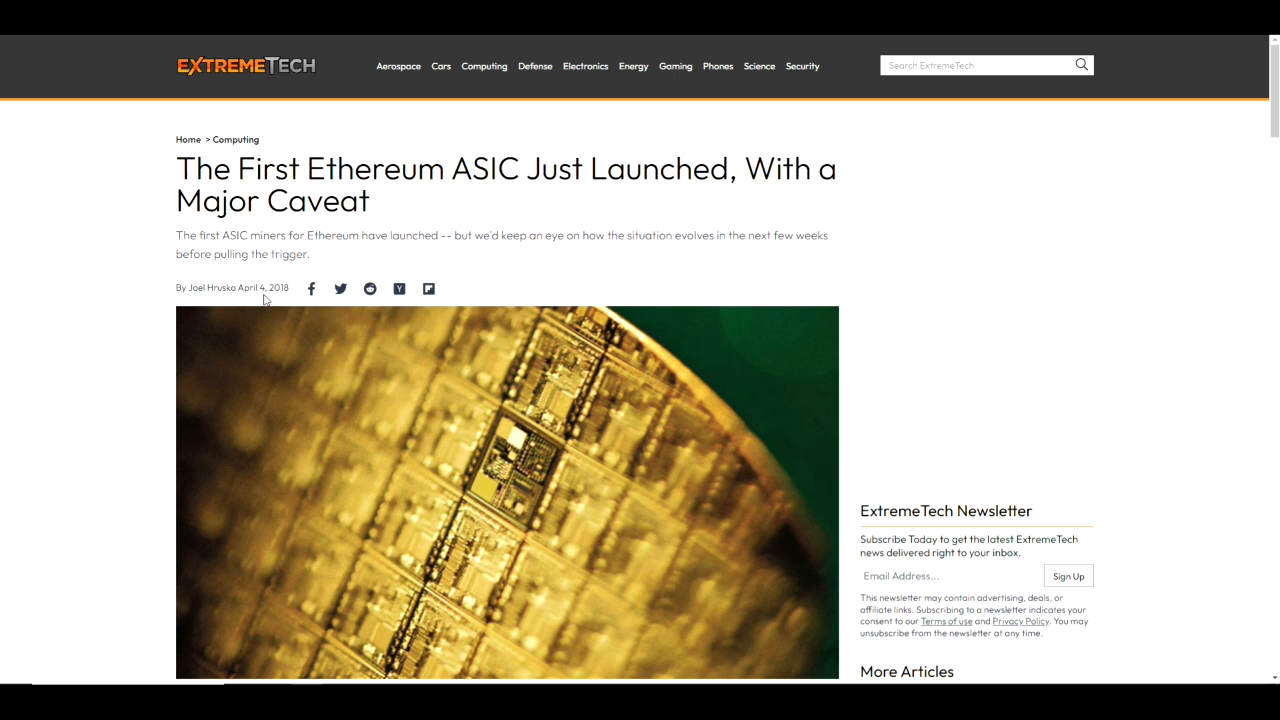 EXTREMETECH
Aerospace Cars Computing Defense Electronics Energy Gaming Phones Science Security
Search ExtremeTech
Home > Computing
The First Ethereum ASIC Just Launched, With a
Major Caveat
The first ASIC miners for Ethereum have launched -- but we'd keep an eye on how the situation evolves in the next few weeks
before pulling the trigger.
By Joel Hruska April 4, 2018
ExtremeTech Newsletter
Subscribe Today to get the latest ExtremeTech
news delivered right to your inbox.
Email Address...
Sign Up
This newsletter may contain advertising, deals, or
affiliate links. Subscribing to a newsletter indicates your
consent to our Terms of use and Privacy Policy. You may
unsubscribe from the newsletter at any time.
More Articles